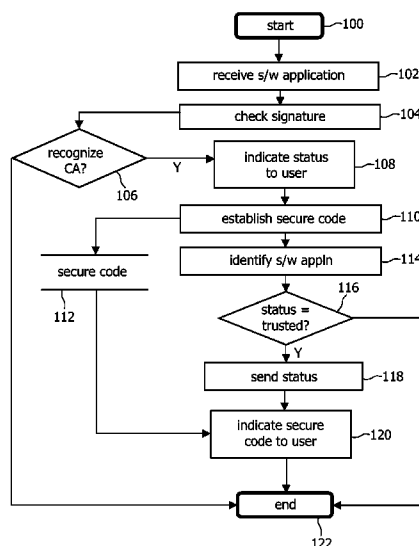 start
100
receive s/w application
102
check signature
104
recognize
CA?
106
Y
indicate status
to user
108
establish secure code
110
secure code
112
identify s/w appln
114
status =
trusted?
116
Y
send status
118
indicate secure
code to user
120
end
122